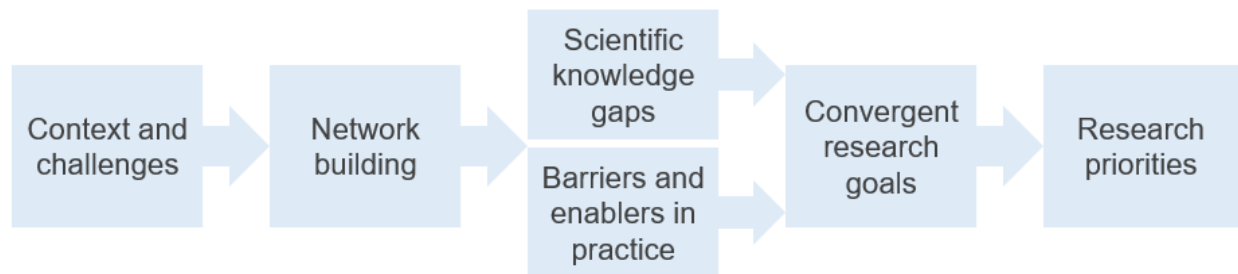 Context and
challenges
Network
building
Scientific
knowledge
gaps
Barriers and
enablers in
practice
Convergent
research
goals
Research
priorities